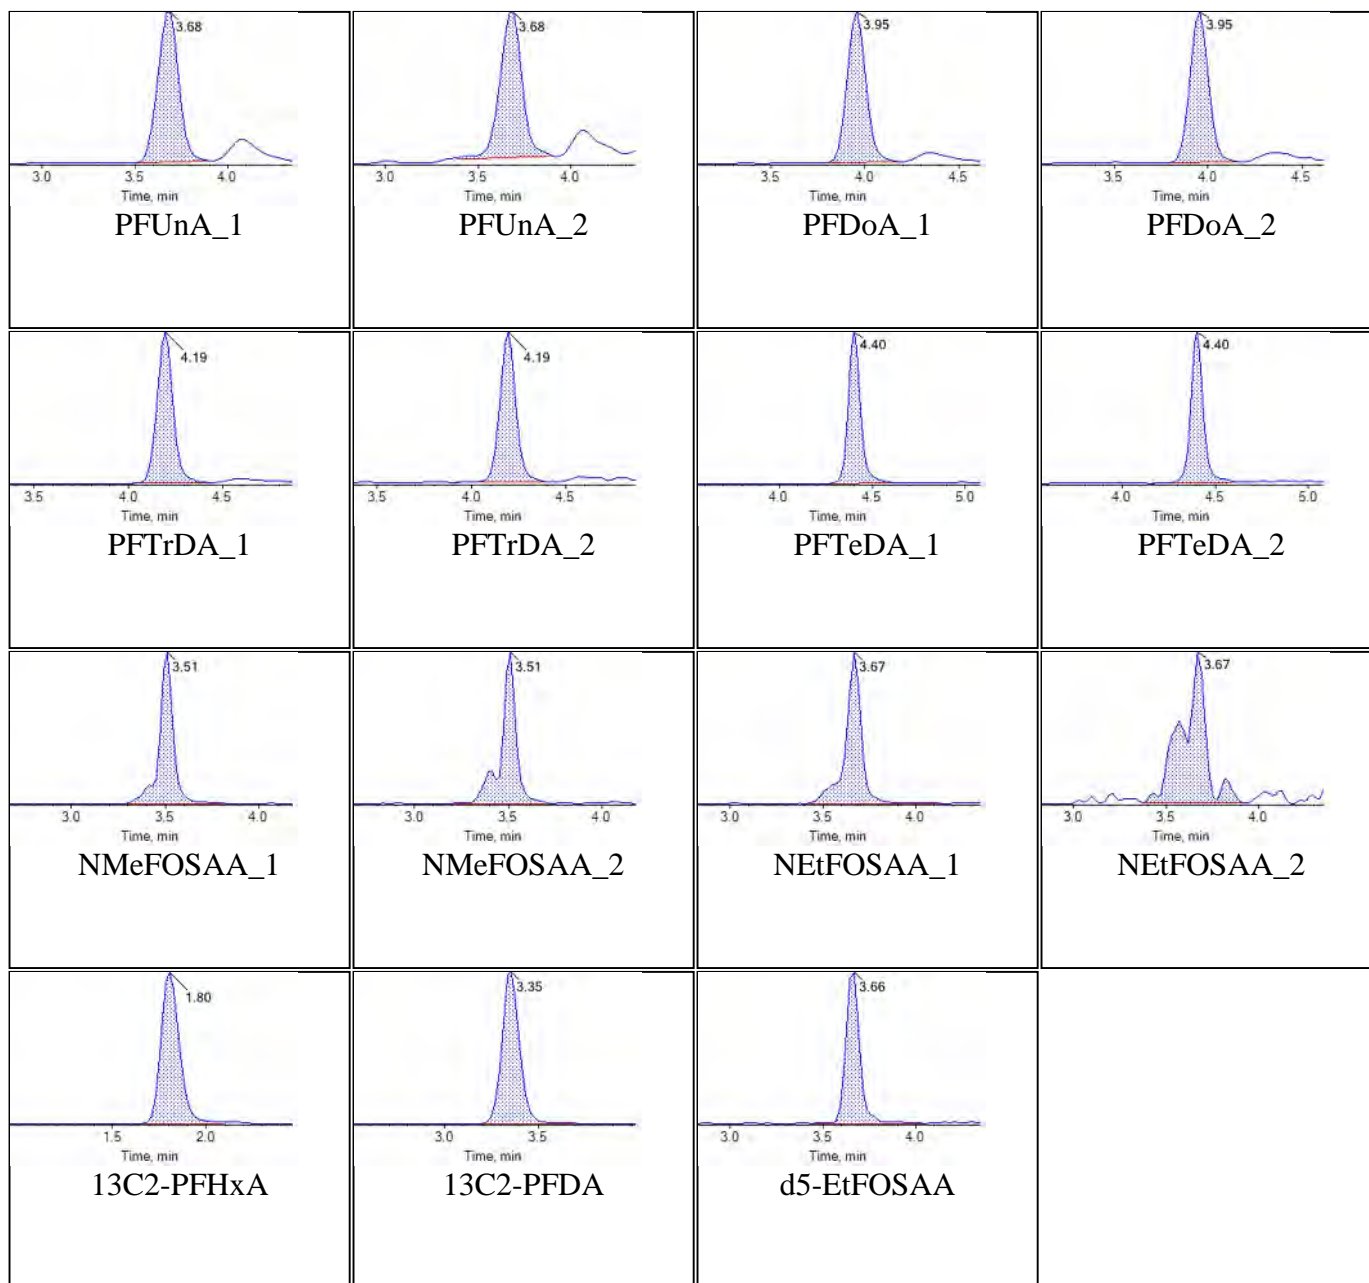 3.68
3.0 3.5 4.0
Time, min
PFUnA_1
3.68
3.0 3.5 4.0
Time, min
PFUnA_2
3.95
3.5 4.0 4.5
Time, min
PFDoA_1
3.95
3.5 4.0 4.5
Time, min
PFDoA_2
4.19
3.5 4.0 4.5
Time, min
PFTrDA_1
4.19
3.5 4.0 4.5
Time, min
PFTrDA_2
4.40
4.0 4.5 5.0
Time, min
PFTeDA_1
4.40
4.0 4.5 5.0
Time, min
PFTeDA_2
3.51
3.0 3.5 4.0
Time, min
NMeFOSAA_1
3.51
3.0 3.5 4.0
Time, min
NMeFOSAA_2
3.67
3.0 3.5 4.0
Time, min
NEtFOSAA_1
3.67
3.0 3.5 4.0
Time, min
NEtFOSAA_2
1.80
1.5 2.0
Time, min
13C2-PFHxA
3.35
3.0 3.5
Time, min
13C2-PFDA
3.66
3.0 3.5 4.0
Time, min
d5-EtFOSAA